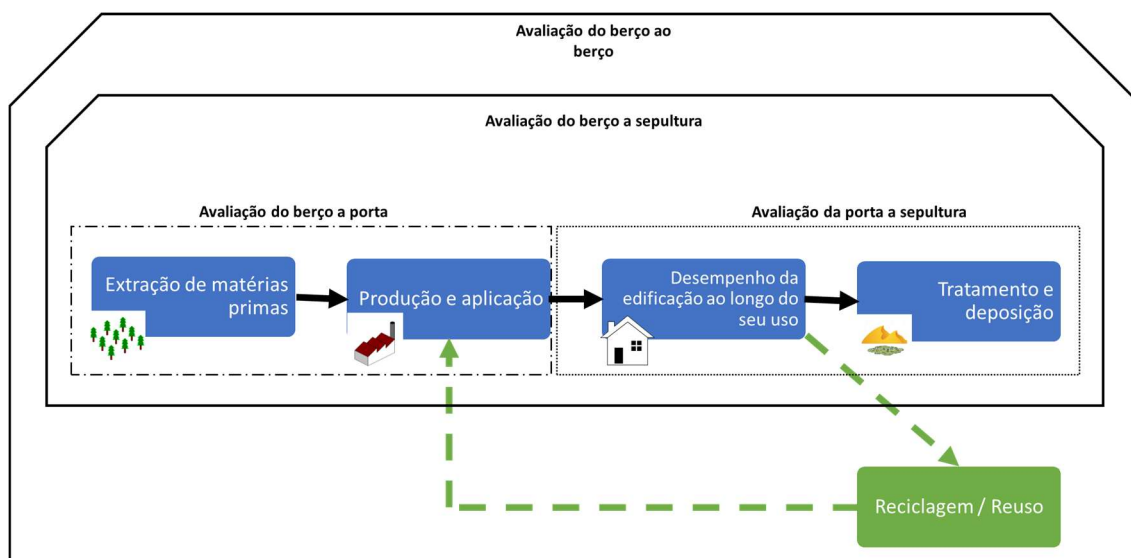 Avaliação do berço ao
berço
Avaliação do berço a sepultura
Avaliação do berço a porta
Avaliação da porta a sepultura
Extração de matérias
primas
Produção e aplicação
Desempenho da
edificação ao longo do
seu uso
Tratamento e
deposição
Reciclagem / Reuso